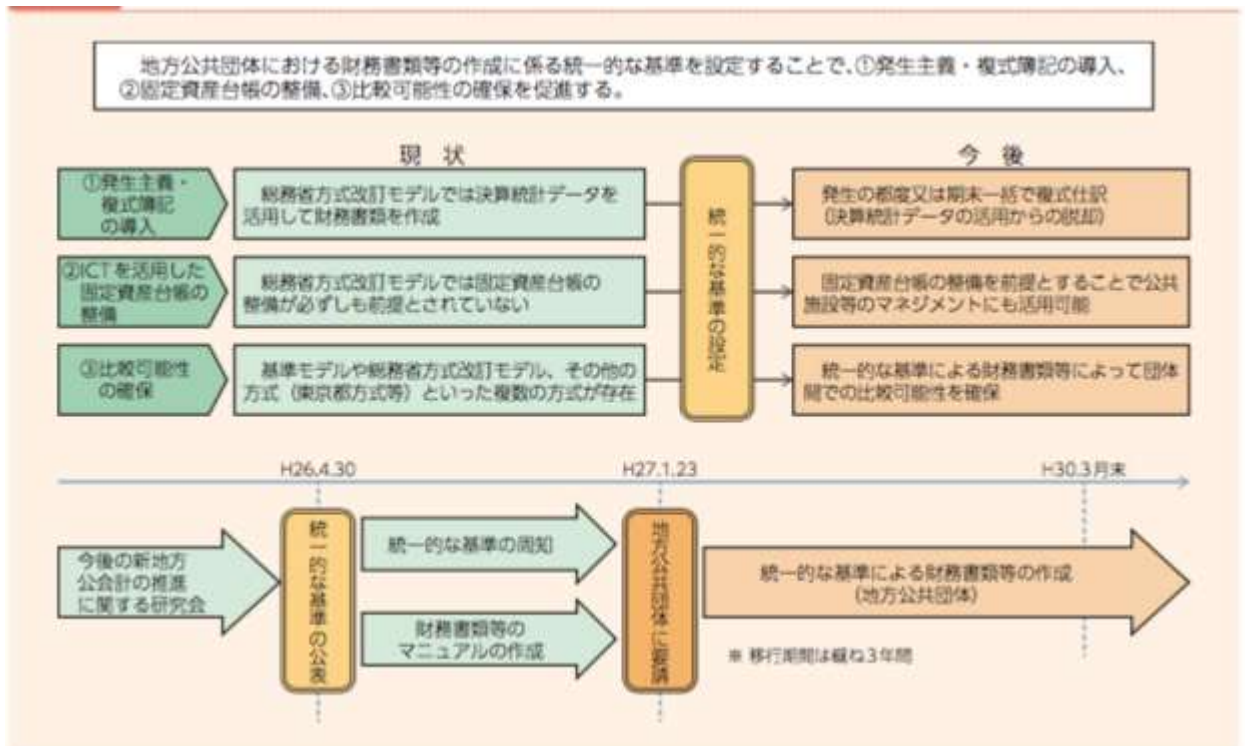 地方公共団体における財務書類等の作成に係る統一的な基準を設定することで、①発生主義・複式簿記の導入、
②固定資産台帳の整備、③比較可能性の確保を促進する。
現 状
今 後
①発生主義・
複式簿記
の導入
総務省方式改訂モデルでは決算統計データを
活用して財務書類を作成
発生の都度又は期末一括で複式仕訳
（決算統計データの活用からの脱却）
②ICTを活用した
固定資産台帳の
整備
総務省方式改訂モデルでは固定資産台帳の
整備が必ずしも前提とされていない
固定資産台帳の整備を前提とすることで公共
施設等のマネジメントにも活用可能
③比較可能性
の確保
基準モデルや総務省方式改訂モデル、その他の
方式（東京都方式等）といった複数の方式が存在
統一的な基準による財務書類等によって団体
間での比較可能性を確保
統一的な基準の設定
H26.4.30
H27.1.23
H30.3月末
今後の新地方
公会計の推進
に関する研究会
統一的な基準の公表
統一的な基準の周知
財務書類等の
マニュアルの作成
地方公共団体に要請
統一的な基準による財務書類等の作成
（地方公共団体）
※ 移行期間は概ね3年間